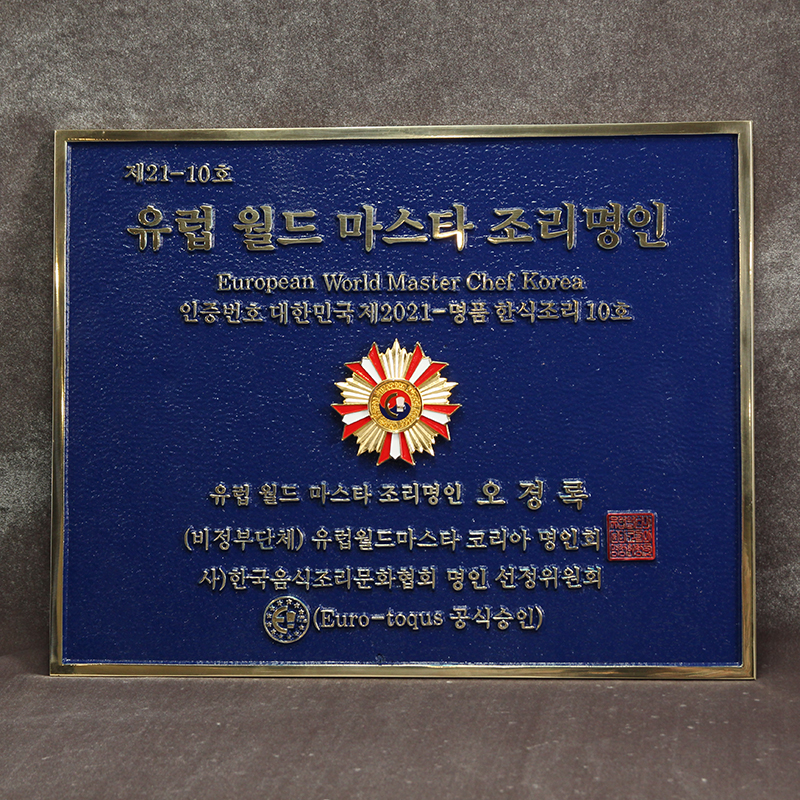 제21-10호
유럽 월드 마스타 조리명인
European World Master Chef Korea
인증번호 대한민국 제2021-명품 한식조리 10호
유럽 월드 마스타 조리명인 오경록
(비정부단체) 유럽월드마스타 코리아 명인회
사)한국음식조리문화협회 명인 선정위원회
(Euro-toqus 공식승인)